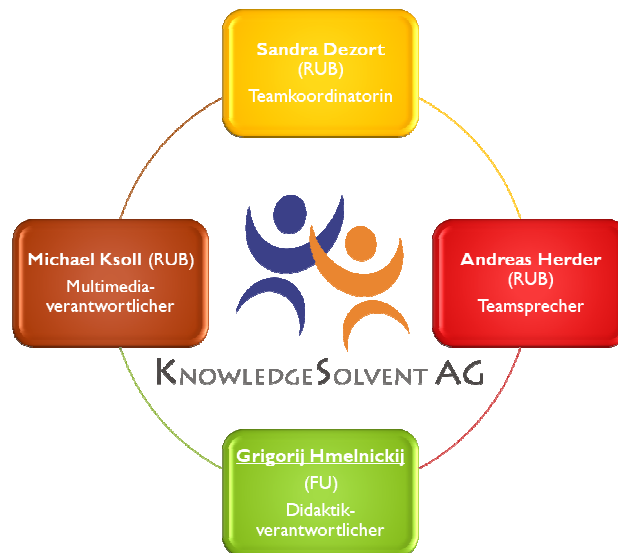 Sandra Dezort
(RUB)
Teamkoordinatorin
Michael Ksoll (RUB)
Multimedia-
verantwortlicher
Andreas Herder
(RUB)
Teamsprecher
KNOWLEDGESOLVENT AG
Grigorij Hmelnickij
(FU)
Didaktik-
verantwortlicher